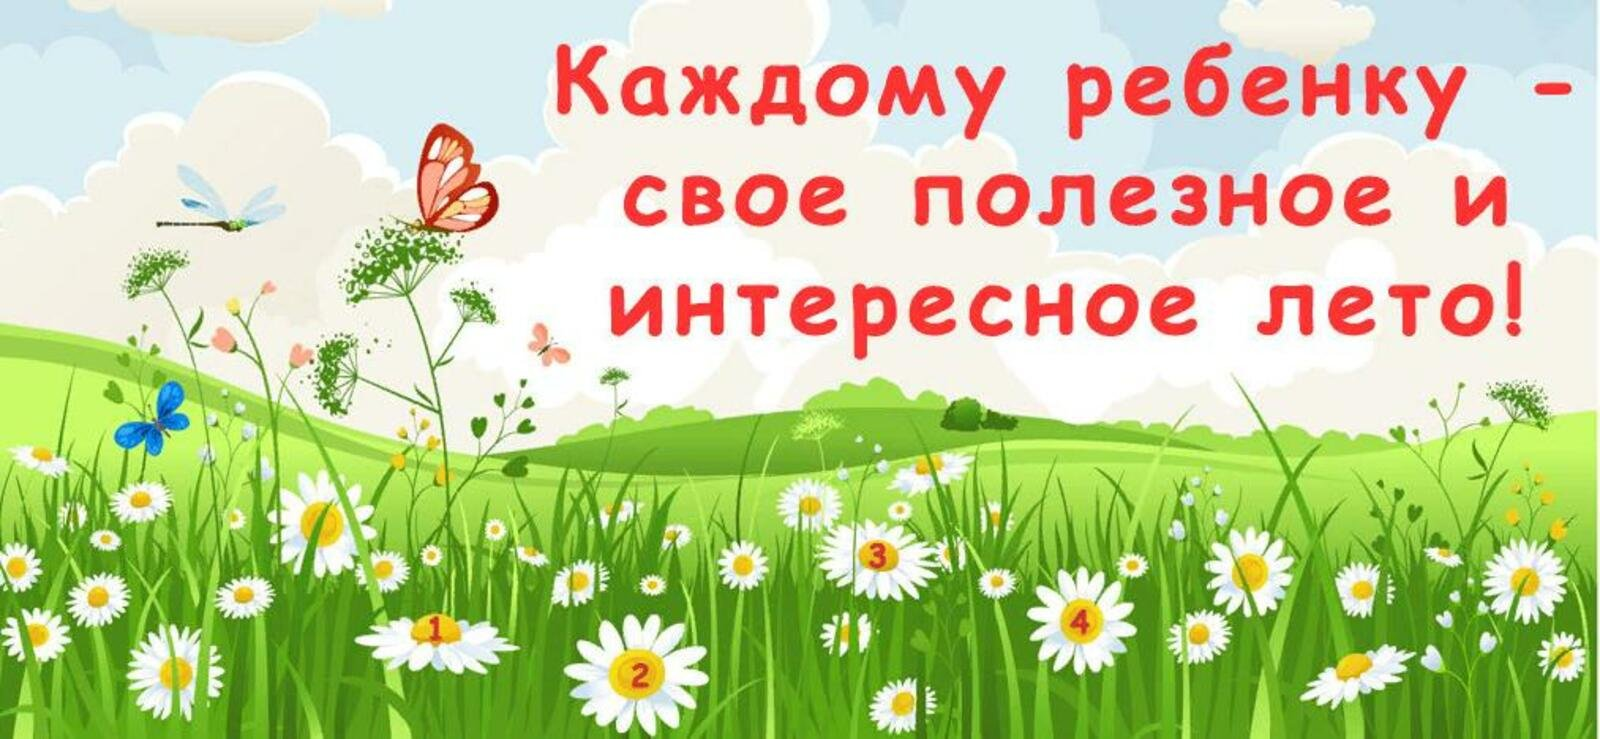 Каждому ребенку -
свое полезное и
интересное лето!
3
4
1
2